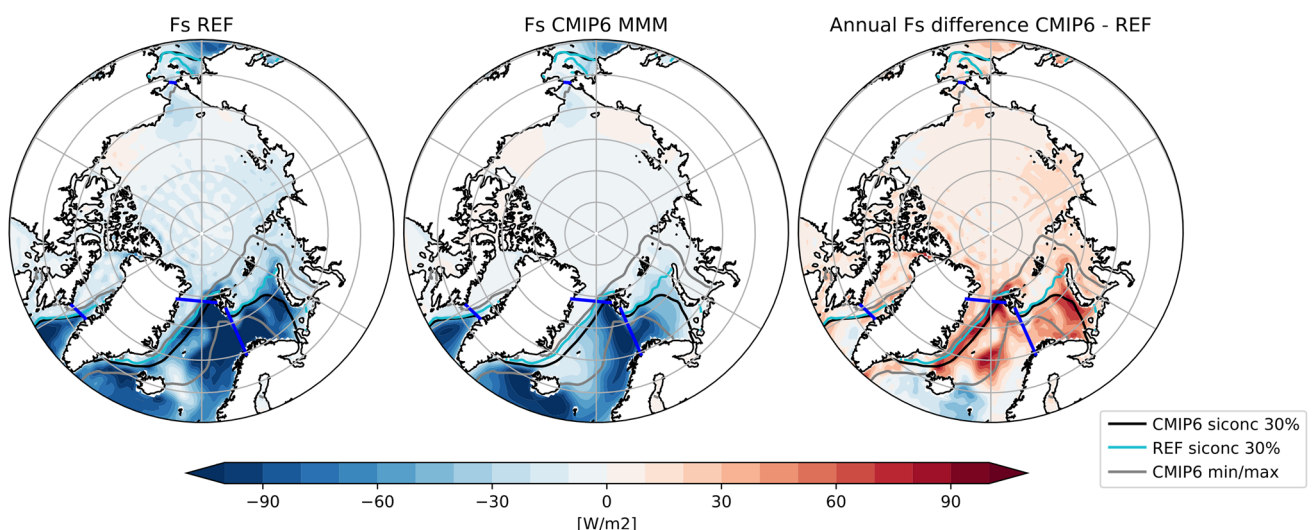 Fs REF
Fs CMIP6 MMM
Annual Fs difference CMIP6 - REF
CMIP6 siconc 30%
REF siconc 30%
CMIP6 min/max
−90
−60
−30
0
30
60
90
[W/m2]